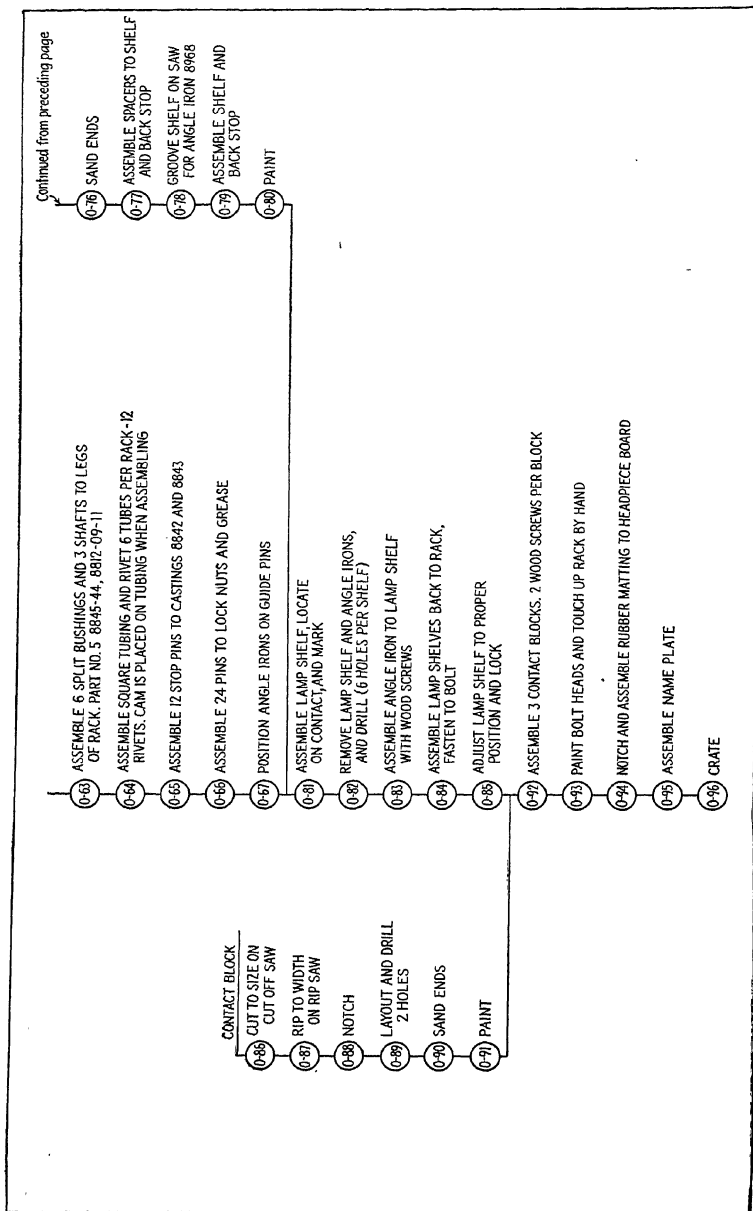 Continued from preceding page
0-76 SAND ENDS
0-77 ASSEMBLE SPACERS TO SHELF
AND BACK STOP
0-78 GROOVE SHELF ON SAW
FOR ANGLE IRON 8968
0-79 ASSEMBLE SHELF AND
BACK STOP
0-80 PAINT
0-63 ASSEMBLE 6 SPLIT BUSHINGS AND 3 SHAFTS TO LEGS
OF RACK. PART NO. 5 8845-44, 8812-09-11
0-64 ASSEMBLE SQUARE TUBING AND RIVET 6 TUBES PER RACK-12
RIVETS. CAM IS PLACED ON TUBING WHEN ASSEMBLING
0-65 ASSEMBLE 12 STOP PINS TO CASTINGS 8842 AND 8843
0-66 ASSEMBLE 24 PINS TO LOCK NUTS AND GREASE
0-67 POSITION ANGLE IRONS ON GUIDE PINS
0-81 ASSEMBLE LAMP SHELF, LOCATE
ON CONTACT, AND MARK
0-82 REMOVE LAMP SHELF AND ANGLE IRONS,
AND DRILL (6 HOLES PER SHELF)
0-83 ASSEMBLE ANGLE IRON TO LAMP SHELF
WITH WOOD SCREWS
0-84 ASSEMBLE LAMP SHELVES BACK TO RACK,
FASTEN TO BOLT
0-85 ADJUST LAMP SHELF TO PROPER
POSITION AND LOCK
CONTACT BLOCK
0-86 CUT TO SIZE ON
CUT OFF SAW
0-87 RIP TO WIDTH
ON RIP SAW
0-88 NOTCH
0-89 LAYOUT AND DRILL
2 HOLES
0-90 SAND ENDS
0-91 PAINT
0-92 ASSEMBLE 3 CONTACT BLOCKS. 2 WOOD SCREWS PER BLOCK
0-93 PAINT BOLT HEADS AND TOUCH UP RACK BY HAND
0-94 NOTCH AND ASSEMBLE RUBBER MATTING TO HEADPIECE BOARD
0-95 ASSEMBLE NAME PLATE
0-96 CRATE